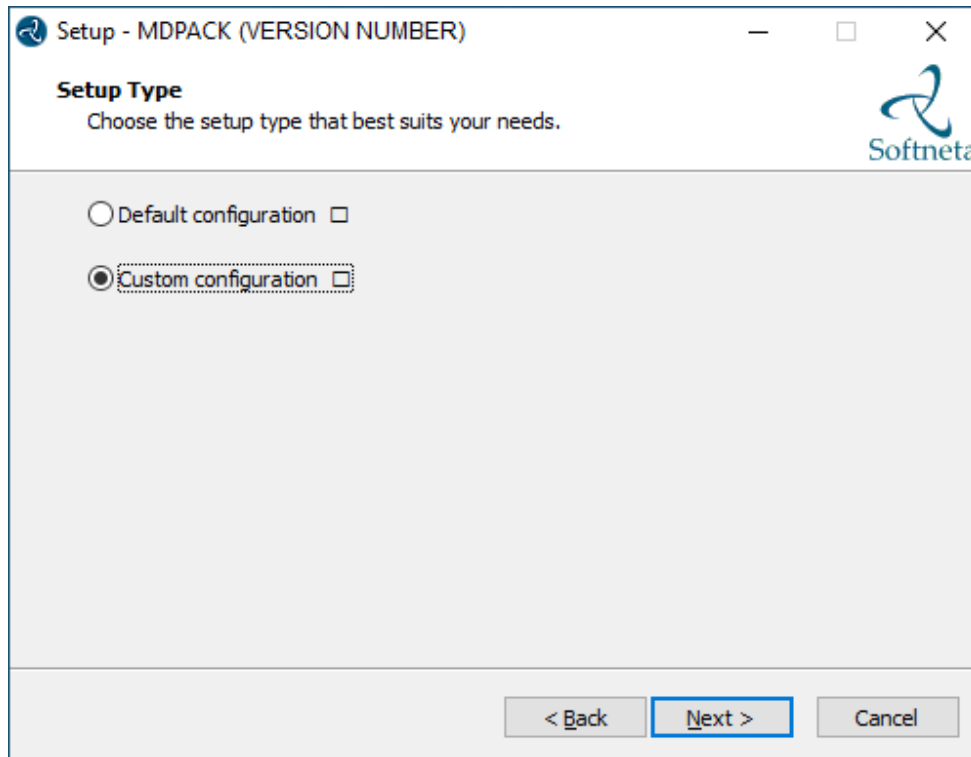 Setup - MDPACK (VERSION NUMBER)
Setup Type
Choose the setup type that best suits your needs.
Softneta
Default configuration □
Custom configuration □
< Back
Next >
Cancel